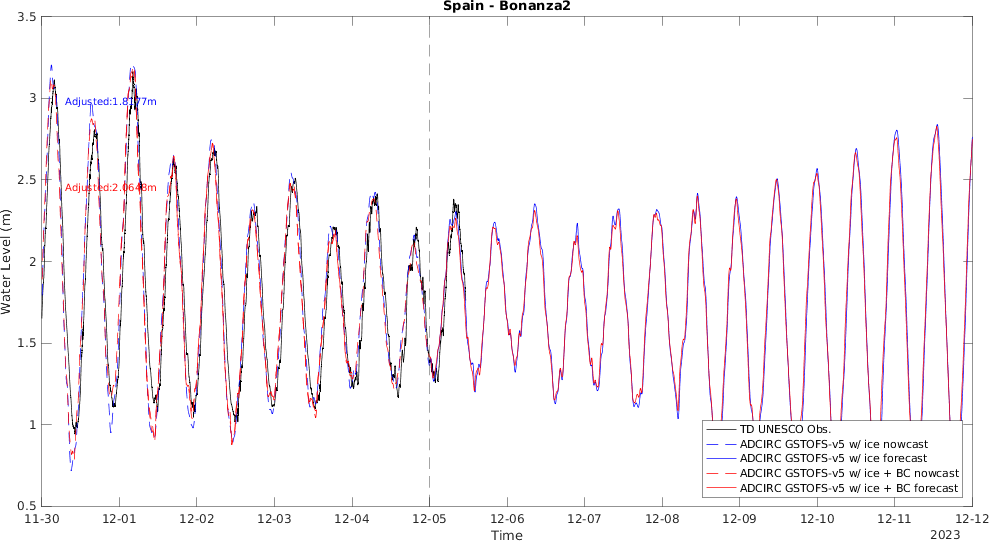 Spain - Bonanza2
3.5
3
2.5
2
1.5
1
0.5
Water Level (m)
Adjusted:1.8177m
Adjusted:2.0648m
TD UNESCO Obs.
ADCIRC GSTOFS-v5 w/ ice nowcast
ADCIRC GSTOFS-v5 w/ ice forecast
ADCIRC GSTOFS-v5 w/ ice + BC nowcast
ADCIRC GSTOFS-v5 w/ ice + BC forecast
11-30 12-01 12-02 12-03 12-04 12-05 12-06 12-07 12-08 12-09 12-10 12-11 12-12
Time
2023